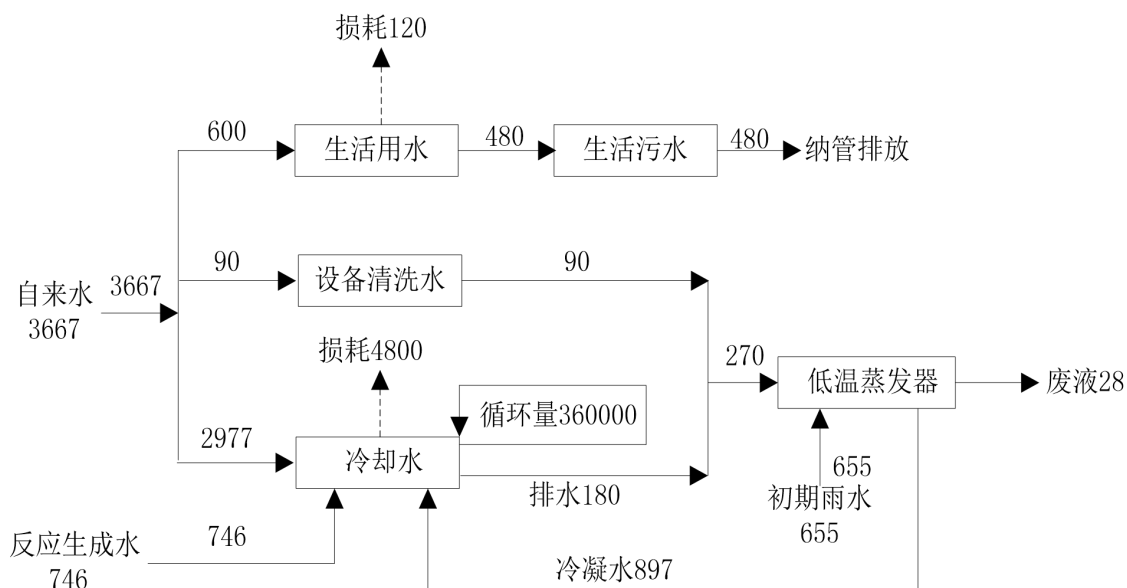 损耗120
600
生活用水
480
生活污水
480
纳管排放
90
设备清洗水
90
自来水
3667
3667
损耗4800
循环量360000
270
低温蒸发器
废液28
2977
冷却水
排水180
655
初期雨水
655
反应生成水
746
746
冷凝水897